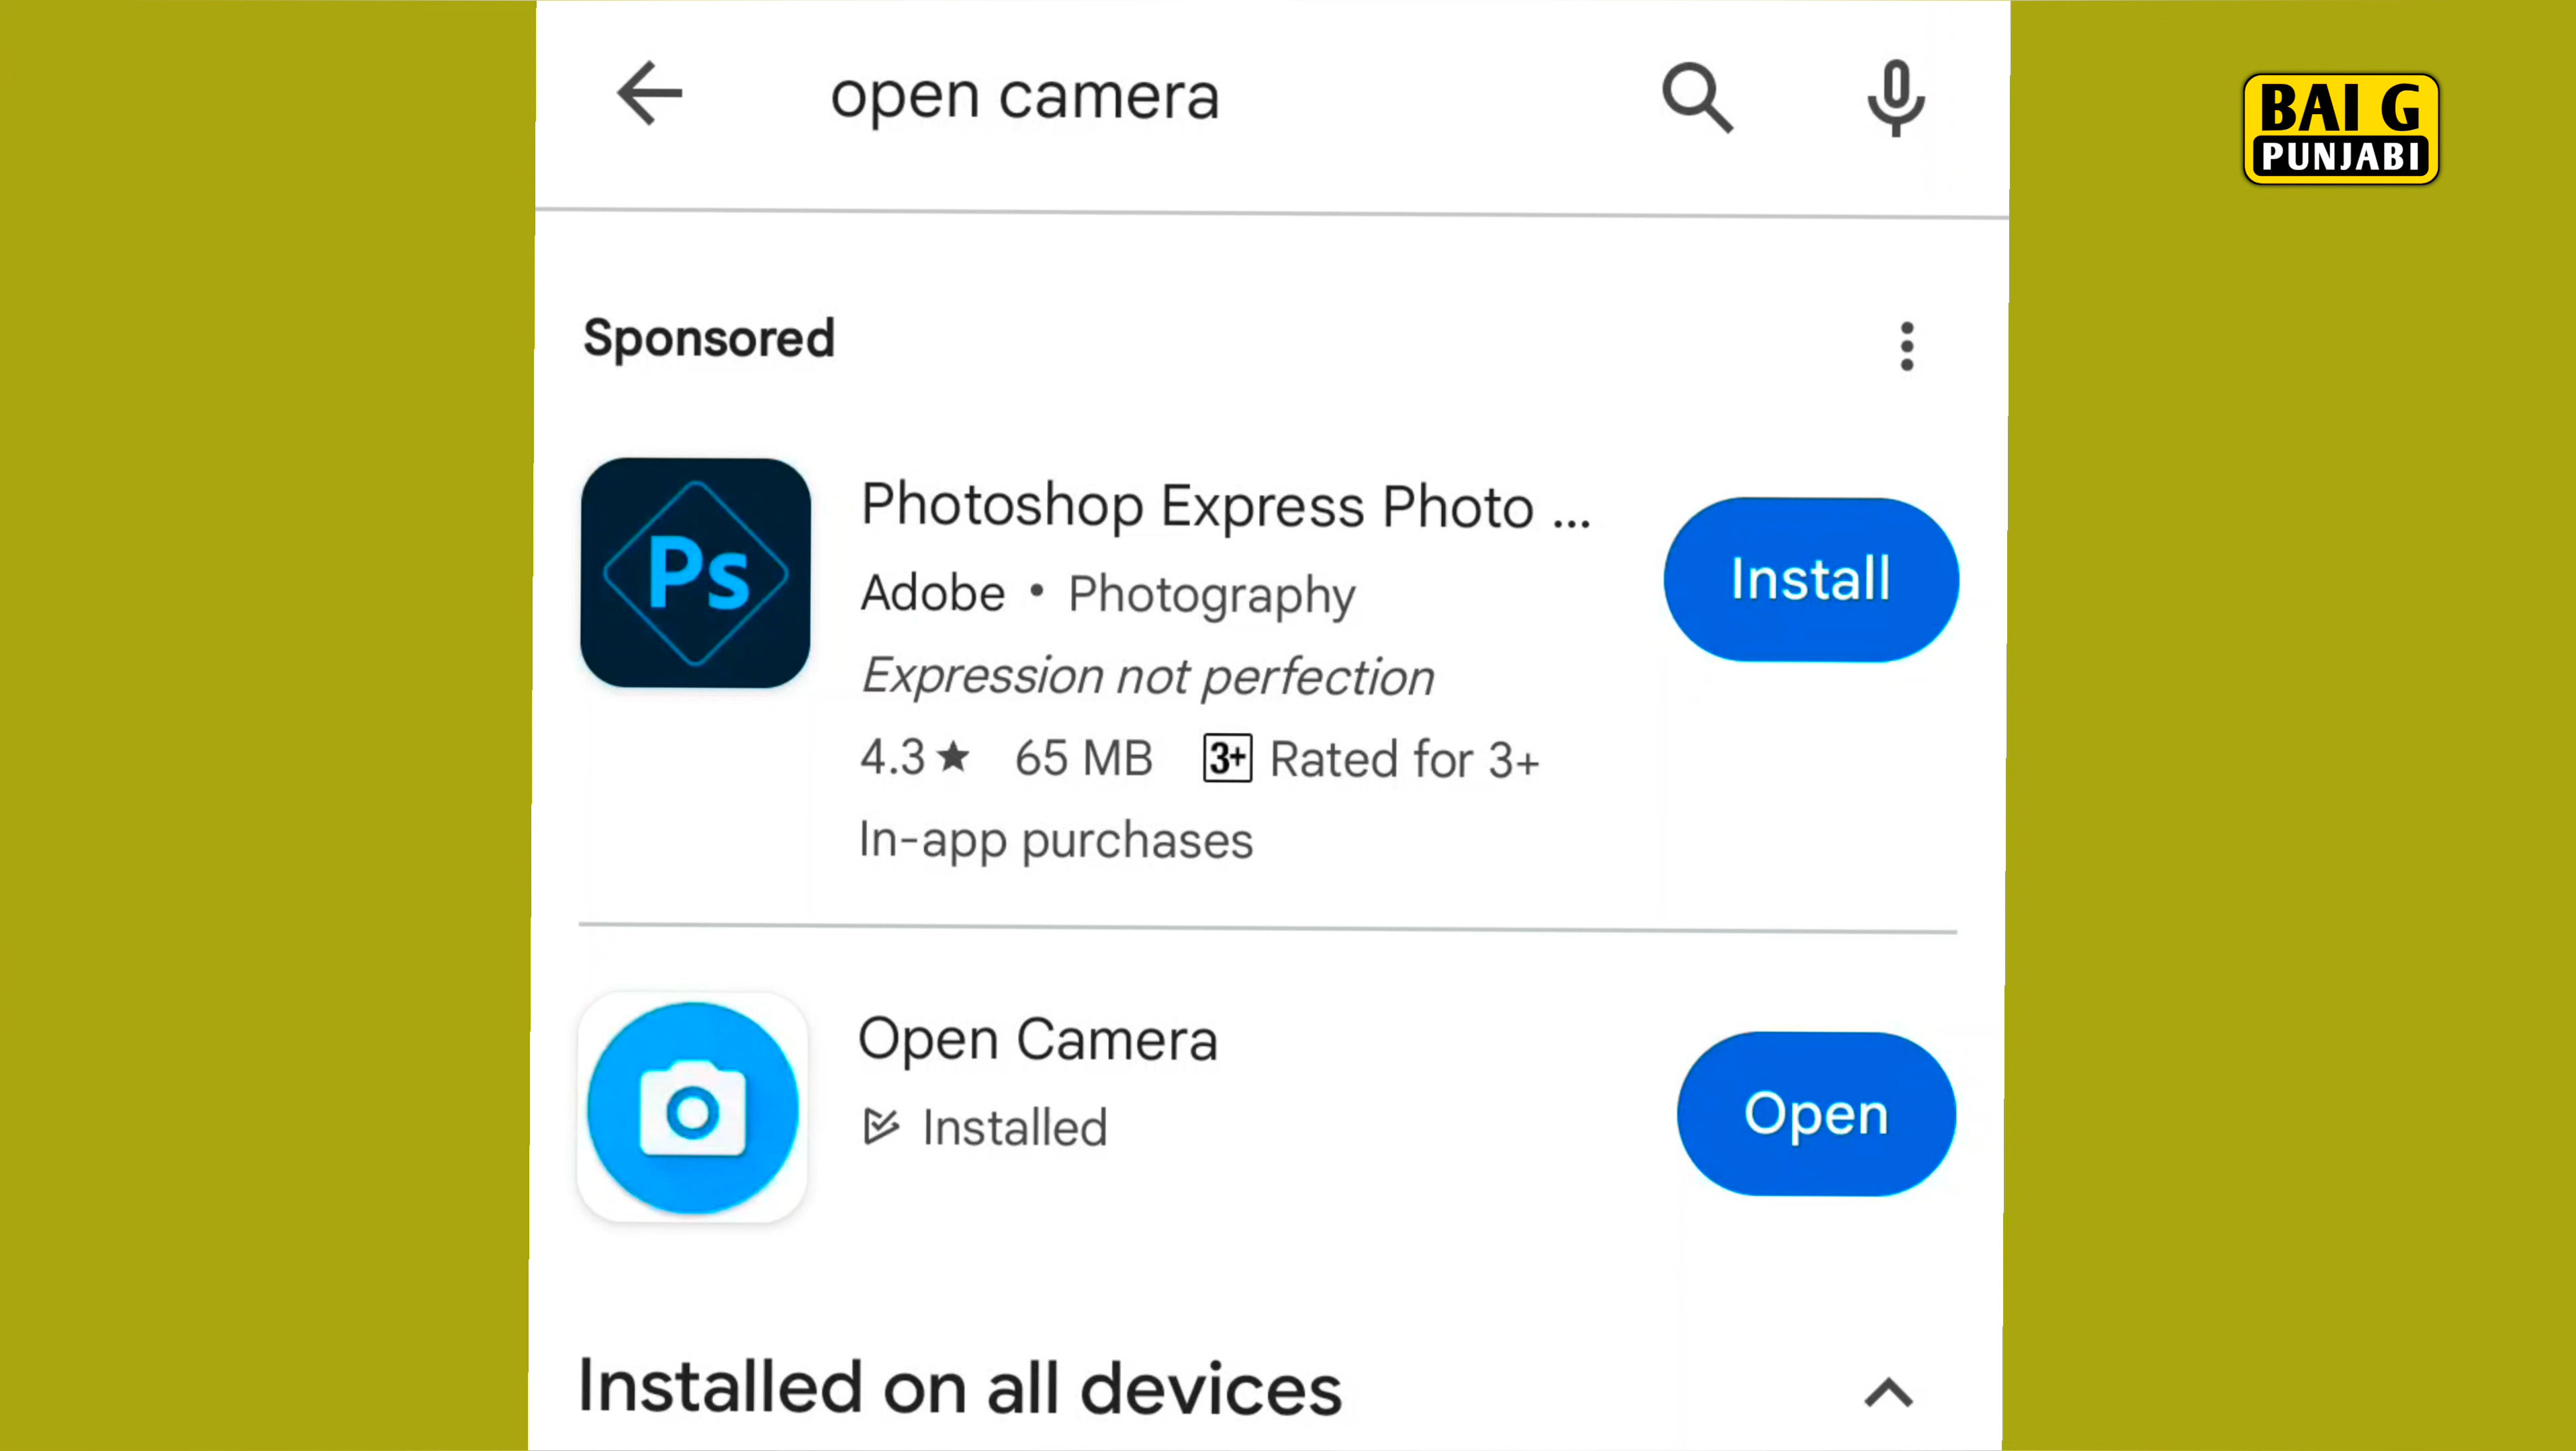 open camera
BAI G
PUNJABI
Sponsored
Ps
Photoshop Express Photo ...
Install
Adobe • Photography
Expression not perfection
4.3★ 65 MB 3+ Rated for 3+
In-app purchases
Open Camera
Open
Installed
Installed on all devices